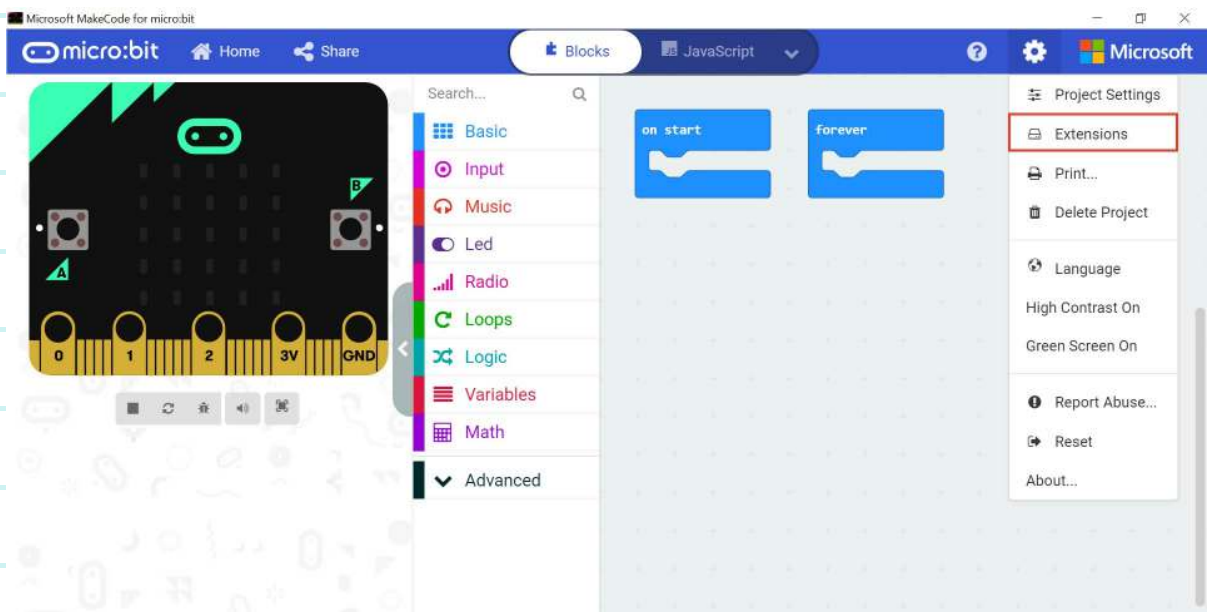 Microsoft MakeCode for micro:bit
micro:bit Home Share Blocks JS JavaScript Microsoft
Search...
Basic
Input
Music
Led
Radio
Loops
Logic
Variables
Math
Advanced
on start
forever
Project Settings
Extensions
Print...
Delete Project
Language
High Contrast On
Green Screen On
Report Abuse...
Reset
About...
B
A
0 1 2 3V GND